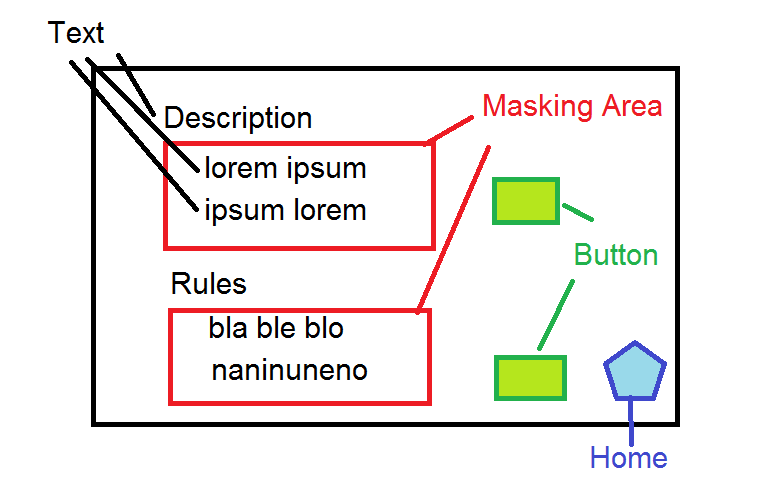 Text
Masking Area
Description
lorem ipsum
ipsum lorem
Button
Rules
bla ble blo
naninuneno
Home